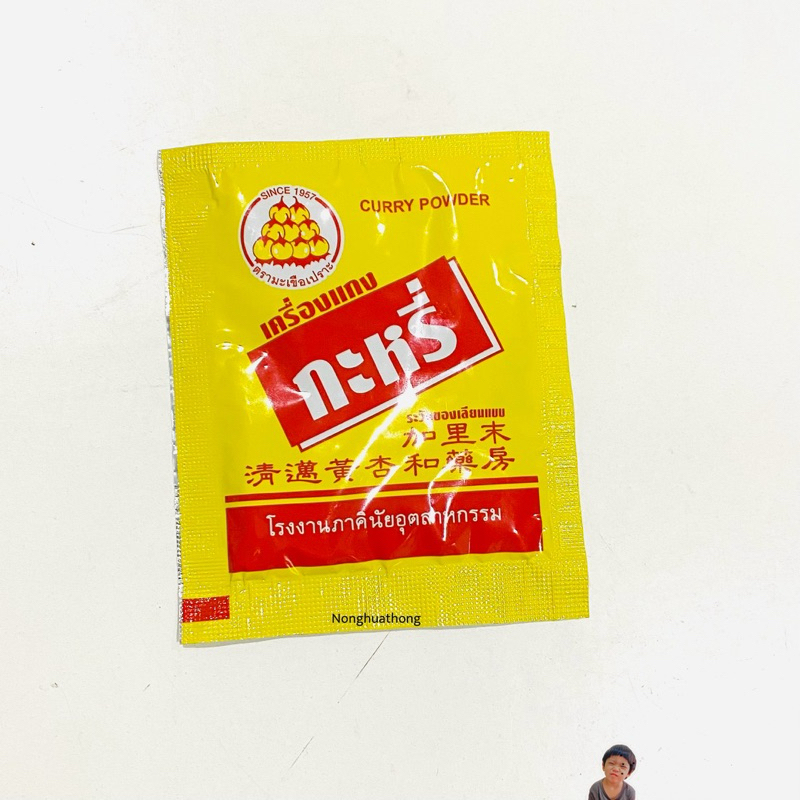 SINCE 1957
ตรามะเขือเปราะ
CURRY POWDER
เครื่องแกง
กะหรี่
ระวังของเลียนแบบ
加里末
清邁黃杏和藥房
โรงงานภาคินัยอุตสาหกรรม
Nonghuathong